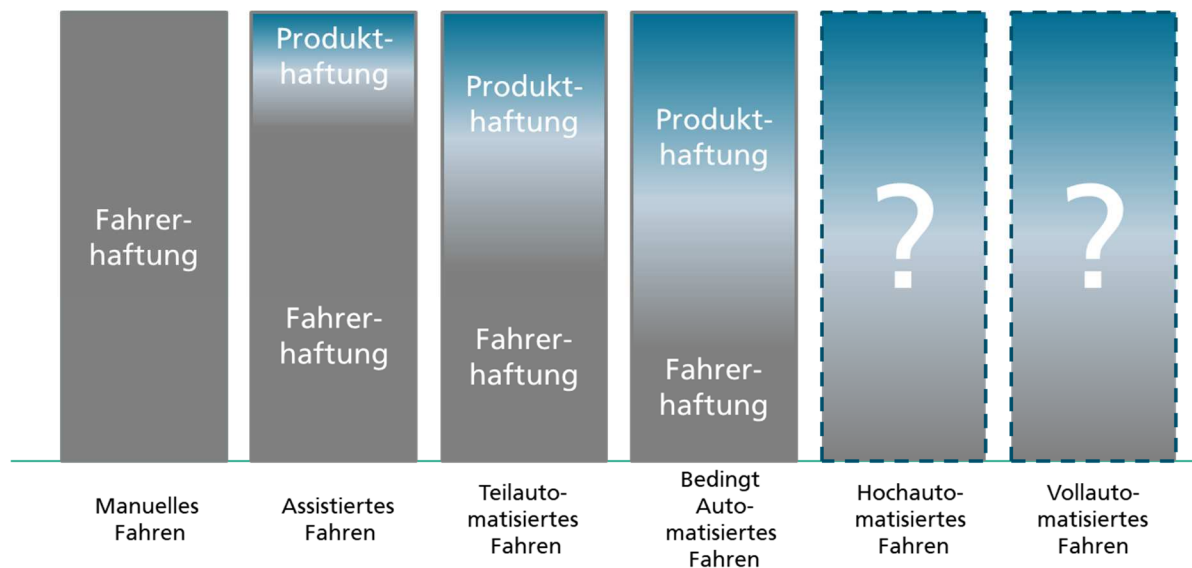 Fahrer-
haftung
Produkt-
haftung
Fahrer-
haftung
Produkt-
haftung
Fahrer-
haftung
Produkt-
haftung
Fahrer-
haftung
?
?
Manuelles
Fahren
Assistiertes
Fahren
Teilauto-
matisiertes
Fahren
Bedingt
Auto-
matisiertes
Fahren
Hochauto-
matisiertes
Fahren
Vollauto-
matisiertes
Fahren